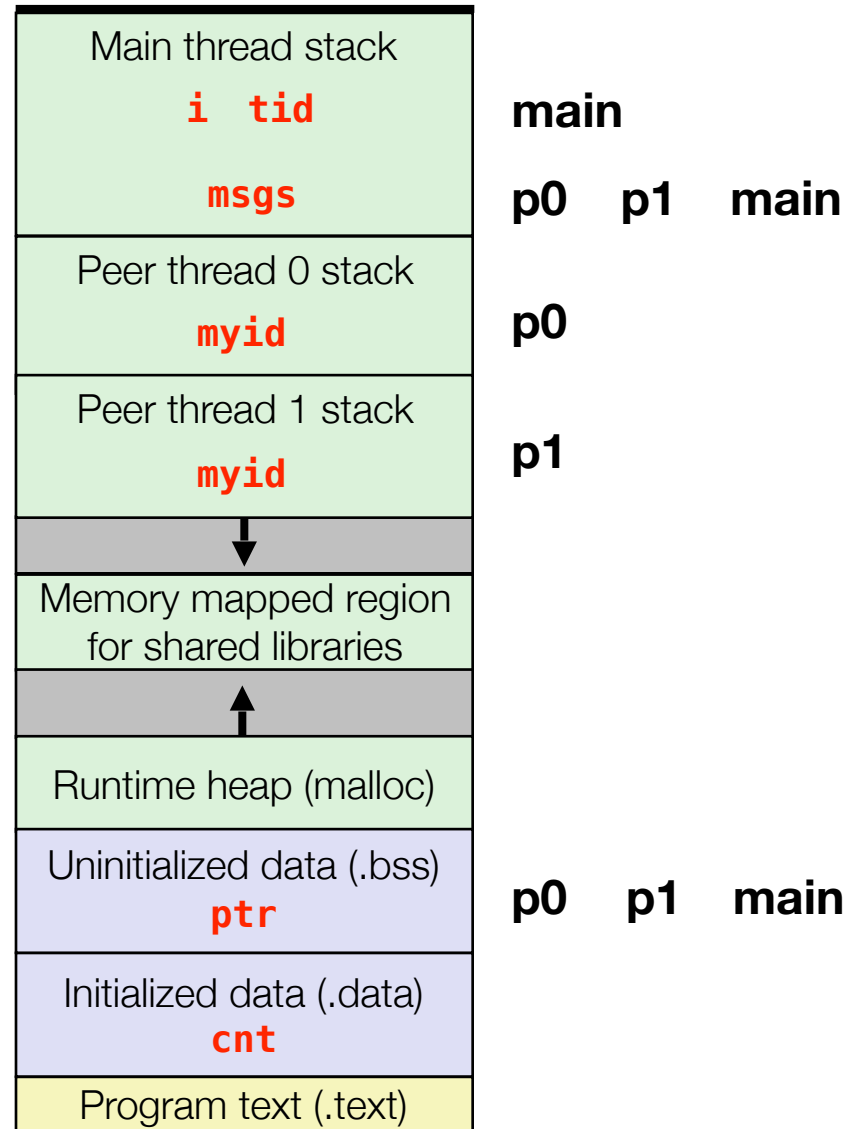 Main thread stack
i tid main
msgs p0 p1 main
Peer thread 0 stack
myid p0
Peer thread 1 stack
myid p1
Memory mapped region
for shared libraries
Runtime heap (malloc)
Uninitialized data (.bss)
ptr p0 p1 main
Initialized data (.data)
cnt
Program text (.text)